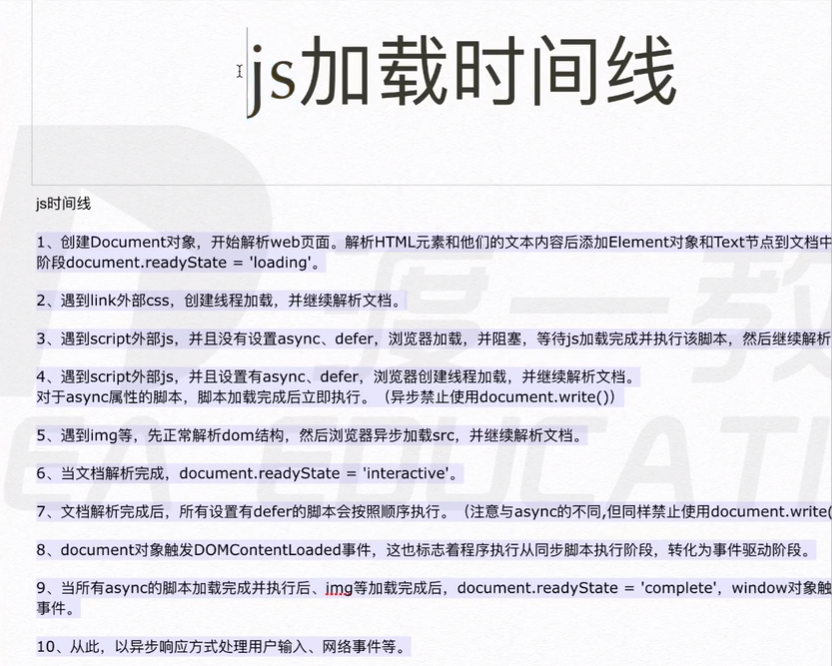 js加载时间线
js时间线
1、创建Document对象，开始解析web页面。解析HTML元素和他们的文本内容后添加Element对象和Text节点到文档中
阶段document.readyState = 'loading'。
2、遇到link外部css，创建线程加载，并继续解析文档。
3、遇到script外部js，并且没有设置async、defer，浏览器加载，并阻塞，等待js加载完成并执行该脚本，然后继续解析
4、遇到script外部js，并且设置有async、defer，浏览器创建线程加载，并继续解析文档。
对于async属性的脚本，脚本加载完成后立即执行。（异步禁止使用document.write()）
5、遇到img等，先正常解析dom结构，然后浏览器异步加载src，并继续解析文档。
6、当文档解析完成，document.readyState = 'interactive'。
7、文档解析完成后，所有设置有defer的脚本会按照顺序执行。（注意与async的不同,但同样禁止使用document.write(
8、document对象触发DOMContentLoaded事件，这也标志着程序执行从同步脚本执行阶段，转化为事件驱动阶段。
9、当所有async的脚本加载完成并执行后、img等加载完成后，document.readyState = 'complete'，window对象触
事件。
10、从此，以异步响应方式处理用户输入、网络事件等。
渡一教
EDUCATI